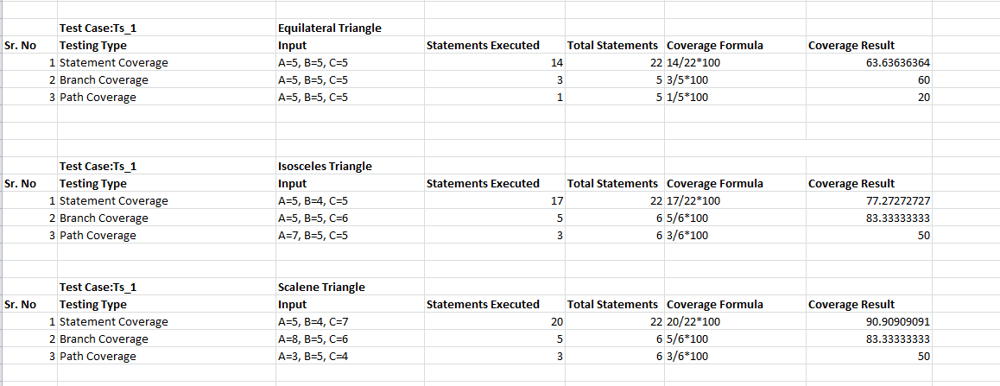 Test Case:Ts_1 Equilateral Triangle
Sr. No Testing Type Input Statements Executed Total Statements Coverage Formula Coverage Result
1 Statement Coverage A=5, B=5, C=5 14 22 14/22*100 63.63636364
2 Branch Coverage A=5, B=5, C=5 3 5 3/5*100 60
3 Path Coverage A=5, B=5, C=5 1 5 1/5*100 20
Test Case:Ts_1 Isosceles Triangle
Sr. No Testing Type Input Statements Executed Total Statements Coverage Formula Coverage Result
1 Statement Coverage A=5, B=4, C=5 17 22 17/22*100 77.27272727
2 Branch Coverage A=5, B=5, C=6 5 6 5/6*100 83.33333333
3 Path Coverage A=7, B=5, C=5 3 6 3/6*100 50
Test Case:Ts_1 Scalene Triangle
Sr. No Testing Type Input Statements Executed Total Statements Coverage Formula Coverage Result
1 Statement Coverage A=5, B=4, C=7 20 22 20/22*100 90.90909091
2 Branch Coverage A=8, B=5, C=6 5 6 5/6*100 83.33333333
3 Path Coverage A=3, B=5, C=4 3 6 3/6*100 50